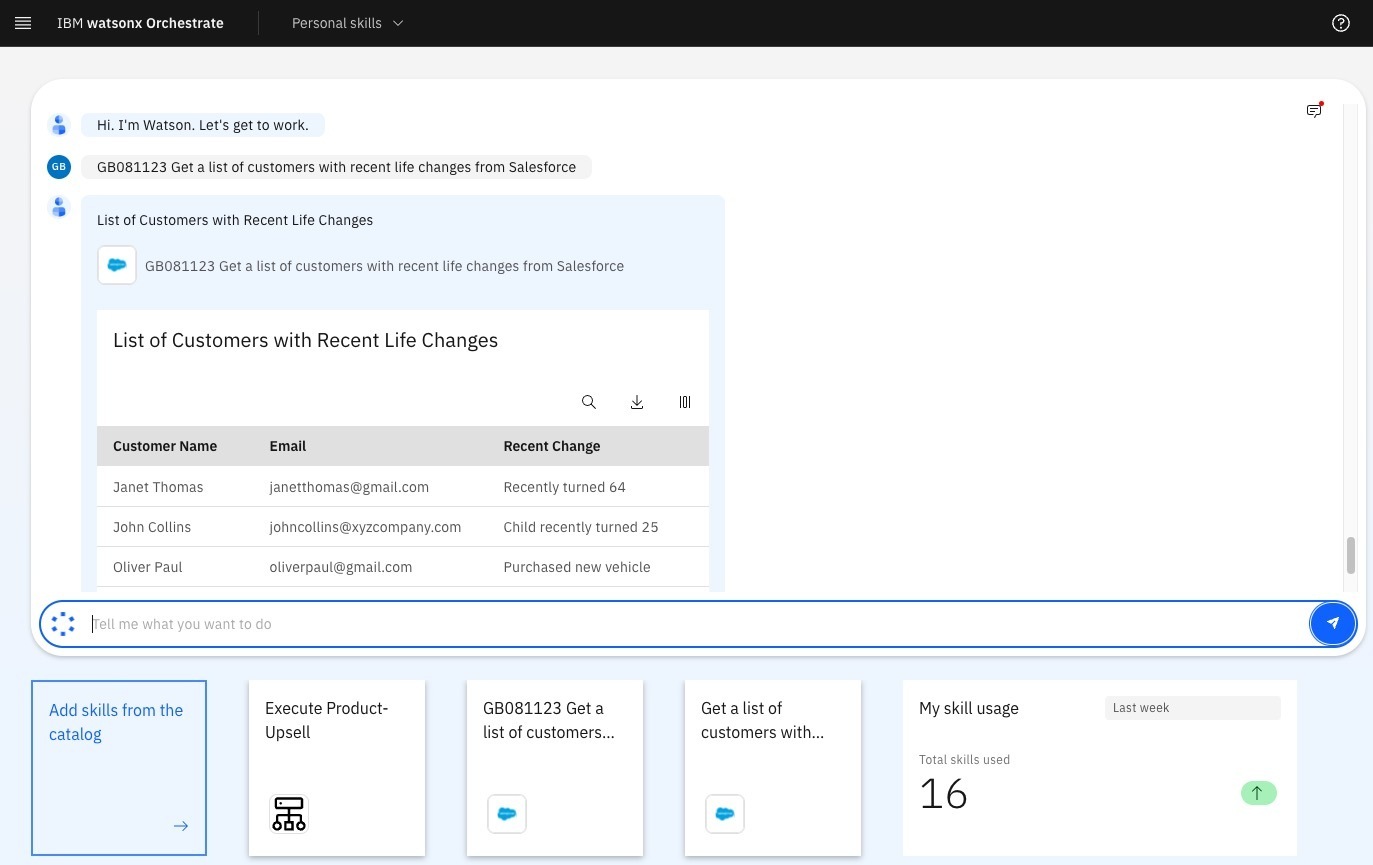 IBM watsonx Orchestrate
Personal skills
Hi. I'm Watson. Let's get to work.
GB
GB081123 Get a list of customers with recent life changes from Salesforce
List of Customers with Recent Life Changes
GB081123 Get a list of customers with recent life changes from Salesforce
List of Customers with Recent Life Changes
Customer Name Email Recent Change
Janet Thomas janetthomas@gmail.com Recently turned 64
John Collins johncollins@xyzcompany.com Child recently turned 25
Oliver Paul oliverpaul@gmail.com Purchased new vehicle
Tell me what you want to do
Add skills from the
catalog
Execute Product-
Upsell
GB081123 Get a
list of customers...
Get a list of
customers with...
My skill usage
Last week
Total skills used
16